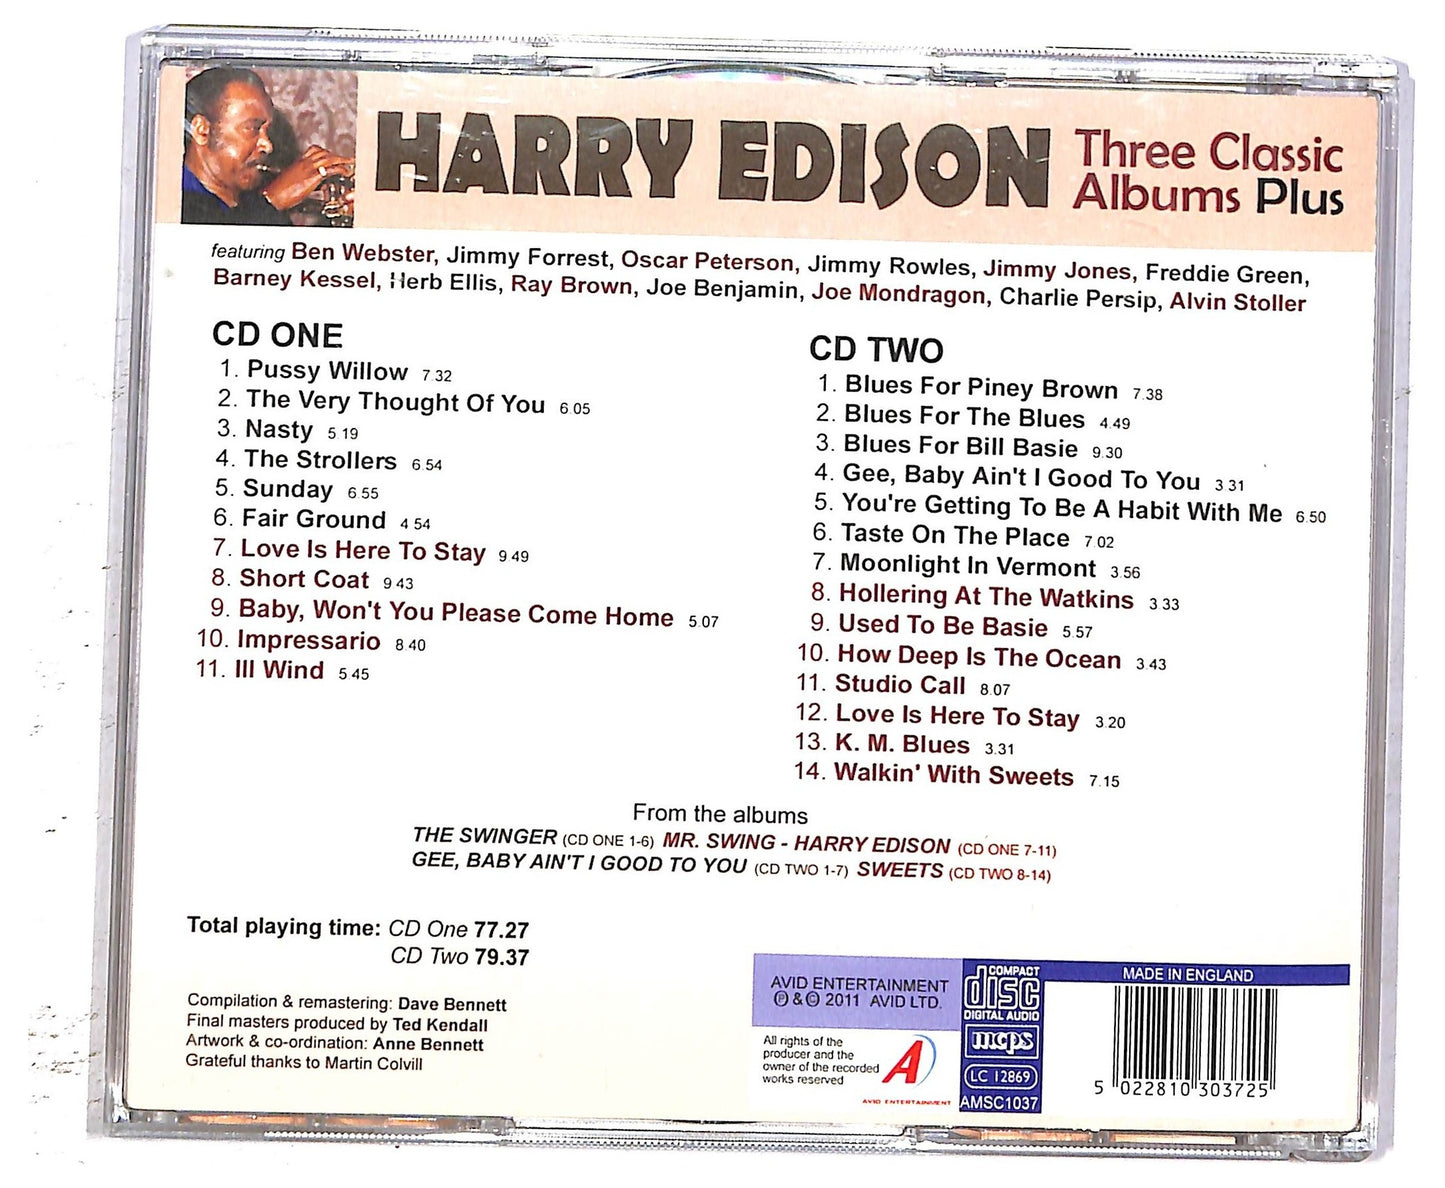 HARRY EDISON Three Classic Albums Plus
featuring Ben Webster, Jimmy Forrest, Oscar Peterson, Jimmy Rowles, Jimmy Jones, Freddie Green,
Barney Kessel, Herb Ellis, Ray Brown, Joe Benjamin, Joe Mondragon, Charlie Persip, Alvin Stoller
CD ONE
1. Pussy Willow 7.32
2. The Very Thought Of You 6.05
3. Nasty 5.19
4. The Strollers 6.54
5. Sunday 6.55
6. Fair Ground 4.54
7. Love Is Here To Stay 9.49
8. Short Coat 9.43
9. Baby, Won't You Please Come Home 5.07
10. Impressario 8.40
11. Ill Wind 5.45
CD TWO
1. Blues For Piney Brown 7.38
2. Blues For The Blues 4.49
3. Blues For Bill Basie 9.30
4. Gee, Baby Ain't I Good To You 3.31
5. You're Getting To Be A Habit With Me 6.50
6. Taste On The Place 7.02
7. Moonlight In Vermont 3.56
8. Hollering At The Watkins 3.33
9. Used To Be Basie 5.57
10. How Deep Is The Ocean 3.43
11. Studio Call 8.07
12. Love Is Here To Stay 3.20
13. K. M. Blues 3.31
14. Walkin' With Sweets 7.15
From the albums
THE SWINGER (CD ONE 1-6) MR. SWING - HARRY EDISON (CD ONE 7-11)
GEE, BABY AIN'T I GOOD TO YOU (CD TWO 1-7) SWEETS (CD TWO 8-14)
Total playing time: CD One 77.27
CD Two 79.37
Compilation & remastering: Dave Bennett
Final masters produced by Ted Kendall
Artwork & co-ordination: Anne Bennett
Grateful thanks to Martin Colvill
AVID ENTERTAINMENT
℗ & © 2011 AVID LTD.
All rights of the
producer and the
owner of the recorded
works reserved
A
AVID ENTERTAINMENT
COMPACT
disc
DIGITAL AUDIO
mcps
LC 12869
AMSC1037
MADE IN ENGLAND
5 022810 303725